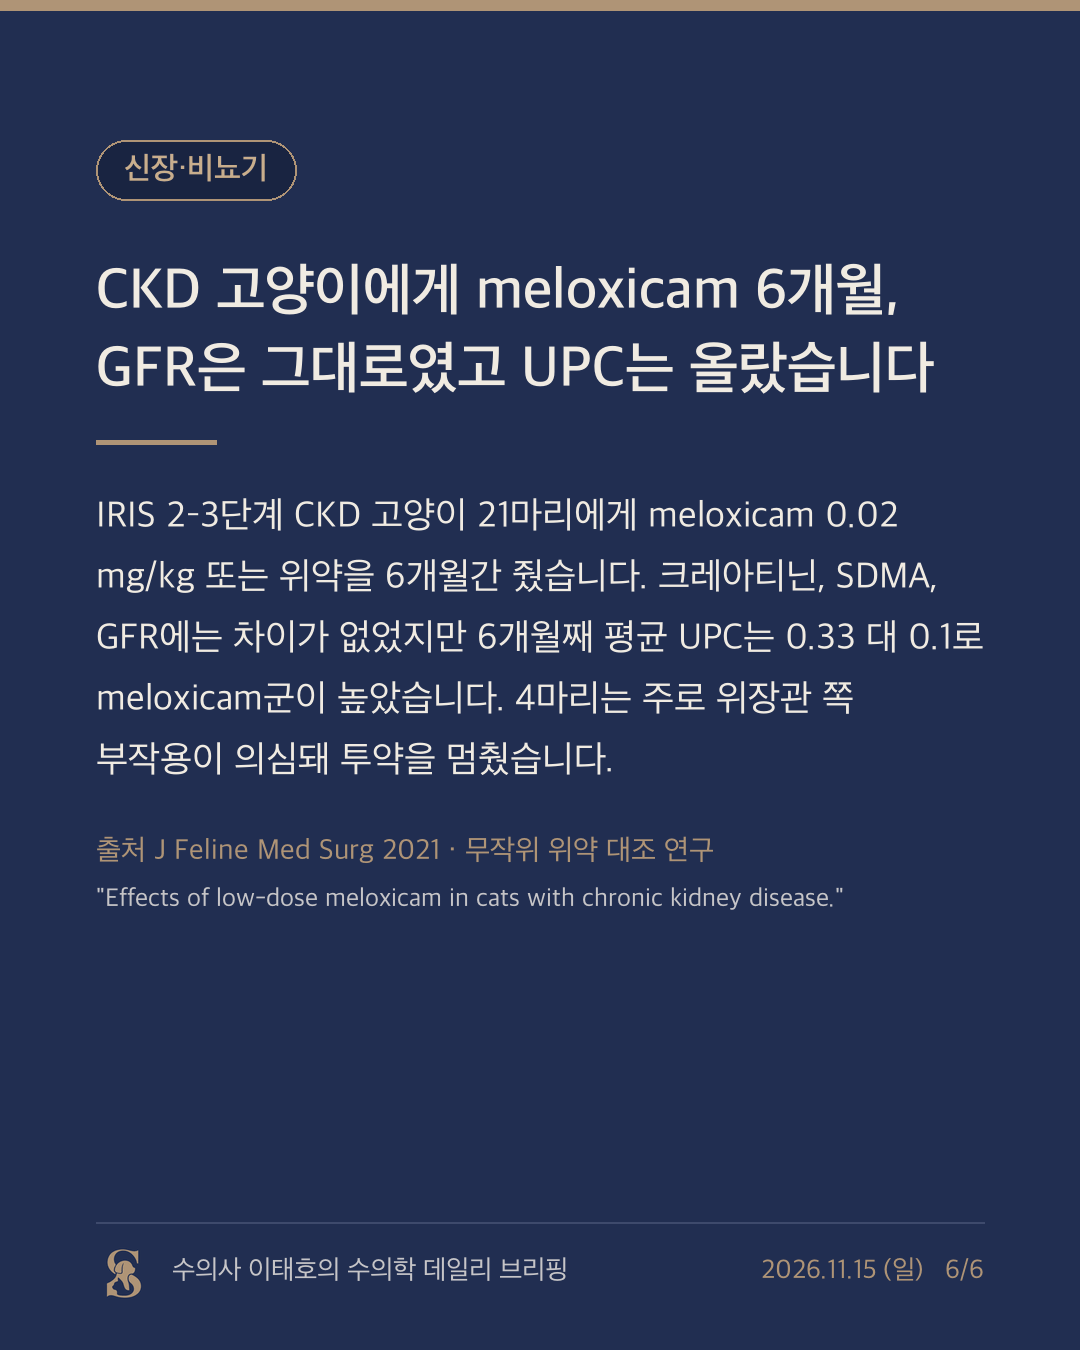 신장·비뇨기
CKD 고양이에게 meloxicam 6개월,
GFR은 그대로였고 UPC는 올랐습니다
IRIS 2-3단계 CKD 고양이 21마리에게 meloxicam 0.02
mg/kg 또는 위약을 6개월간 줬습니다. 크레아티닌, SDMA,
GFR에는 차이가 없었지만 6개월째 평균 UPC는 0.33 대 0.1로
meloxicam군이 높았습니다. 4마리는 주로 위장관 쪽
부작용이 의심돼 투약을 멈췄습니다.
출처 J Feline Med Surg 2021 · 무작위 위약 대조 연구
"Effects of low-dose meloxicam in cats with chronic kidney disease."
수의사 이태호의 수의학 데일리 브리핑
2026.11.15 (일) 6/6